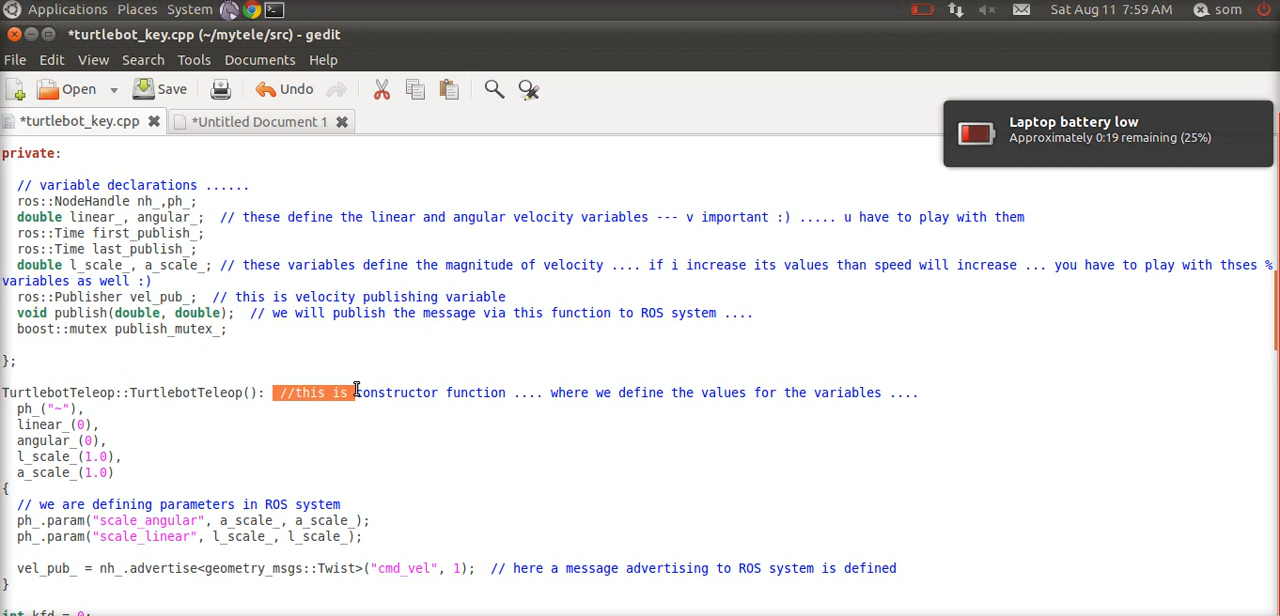 Applications Places System Sat Aug 11 7:59 AM som
*turtlebot_key.cpp (~/mytele/src) - gedit
File Edit View Search Tools Documents Help
Open Save Undo
*turtlebot_key.cpp *Untitled Document 1
Laptop battery low
Approximately 0:19 remaining (25%)
private:
// variable declarations ......
ros::NodeHandle nh_,ph_;
double linear_, angular_; // these define the linear and angular velocity variables --- v important :) ..... u have to play with them
ros::Time first_publish_;
ros::Time last_publish_;
double l_scale_, a_scale_; // these variables define the magnitude of velocity .... if i increase its values than speed will increase ... you have to play with thses %
variables as well :)
ros::Publisher vel_pub_; // this is velocity publishing variable
void publish(double, double); // we will publish the message via this function to ROS system ....
boost::mutex publish_mutex_;
};
TurtlebotTeleop::TurtlebotTeleop(): //this is constructor function .... where we define the values for the variables ....
ph_("~"),
linear_(0),
angular_(0),
l_scale_(1.0),
a_scale_(1.0)
{
// we are defining parameters in ROS system
ph_.param("scale_angular", a_scale_, a_scale_);
ph_.param("scale_linear", l_scale_, l_scale_);
vel_pub_ = nh_.advertise<geometry_msgs::Twist>("cmd_vel", 1); // here a message advertising to ROS system is defined
}
int kfd = 0;